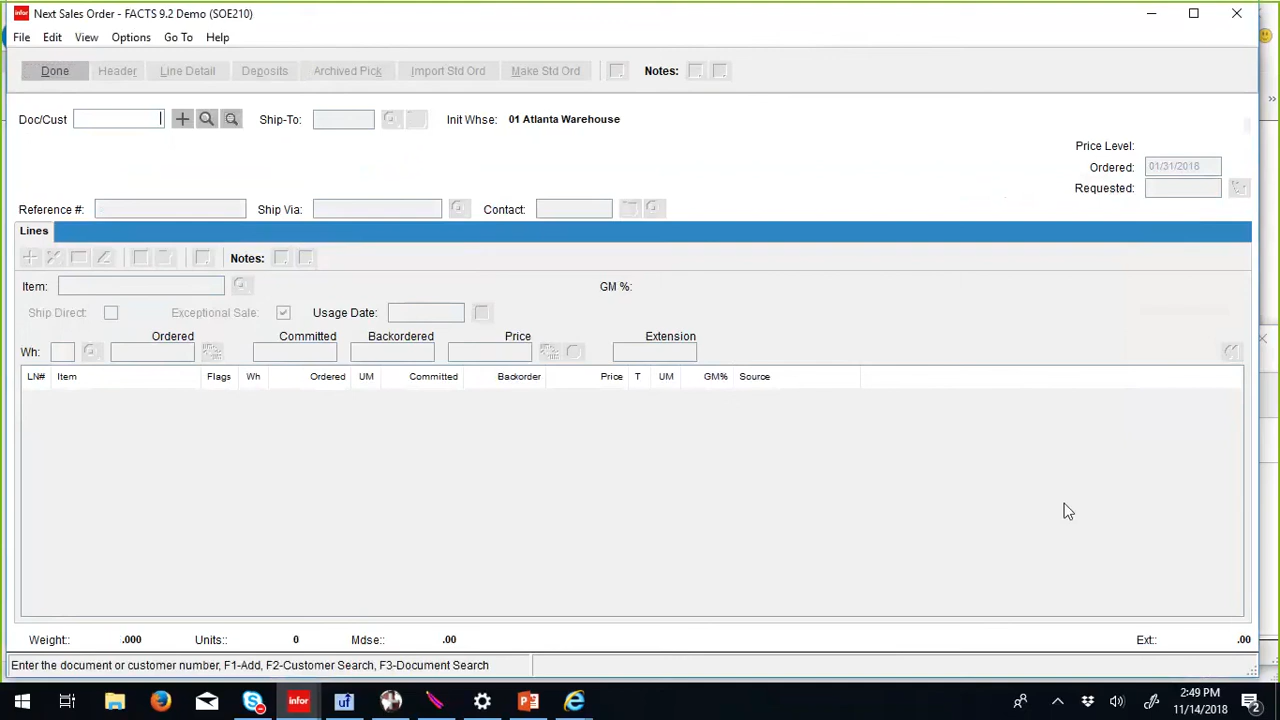 infor Next Sales Order - FACTS 9.2 Demo (SOE210)
File Edit View Options Go To Help
Done Header Line Detail Deposits Archived Pick Import Std Ord Make Std Ord Notes:
Doc/Cust Ship-To: Init Whse: 01 Atlanta Warehouse
Price Level:
Ordered: 01/31/2018
Requested:
Reference #: Ship Via: Contact:
Lines
Notes:
Item: GM %:
Ship Direct: Exceptional Sale: Usage Date:
Ordered Committed Backordered Price Extension
Wh:
LN# Item Flags Wh Ordered UM Committed Backorder Price T UM GM% Source
Weight:: .000 Units:: 0 Mdse:: .00 Ext:: .00
Enter the document or customer number, F1-Add, F2-Customer Search, F3-Document Search
infor uf 2:49 PM
11/14/2018 2